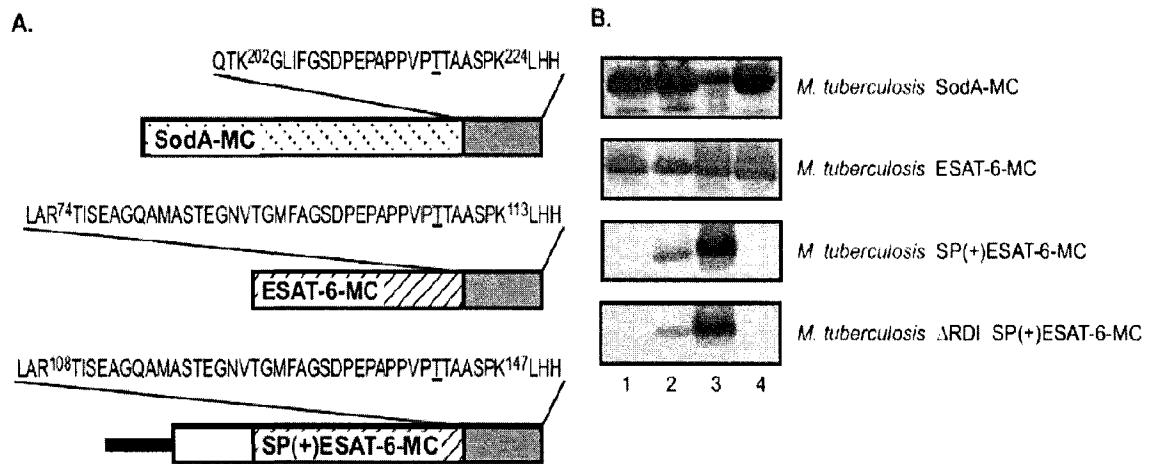 A.
QTK202GLIFGSDPEPAPPVPTTAASPK224LHH
SodA-MC
LAR74TISEAGQAMASTEGNVTGMFAGSDPEPAPPVPTTAASPK113LHH
ESAT-6-MC
LAR108TISEAGQAMASTEGNVTGMFAGSDPEPAPPVPTTAASPK147LHH
SP(+)ESAT-6-MC
B.
M. tuberculosis SodA-MC
M. tuberculosis ESAT-6-MC
M. tuberculosis SP(+)ESAT-6-MC
M. tuberculosis ΔRDI SP(+)ESAT-6-MC
1 2 3 4